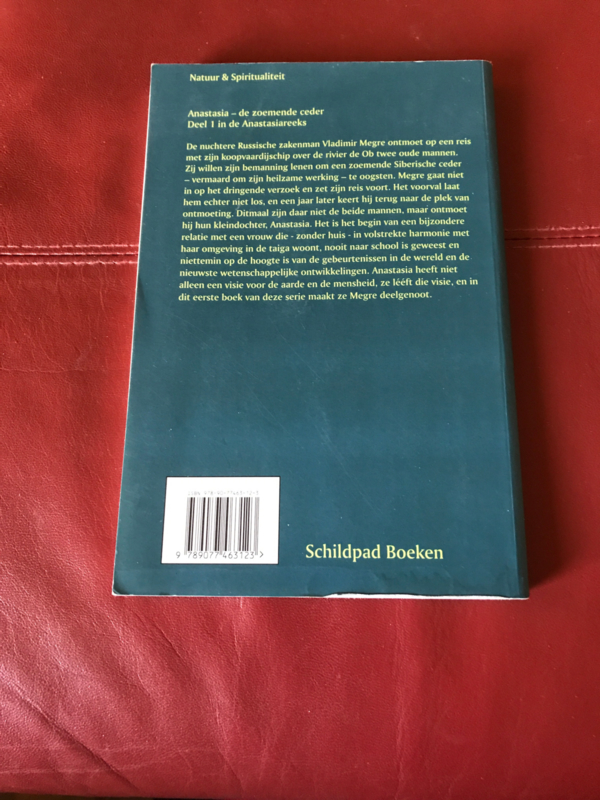 Natuur & Spiritualiteit
Anastasia – de zoemende ceder
Deel 1 in de Anastasiareeks
De nuchtere Russische zakenman Vladimir Megre ontmoet op een reis
met zijn koopvaardijschip over de rivier de Ob twee oude mannen.
Zij willen zijn bemanning lenen om een zoemende Siberische ceder
– vermaard om zijn heilzame werking – te oogsten. Megre gaat niet
in op het dringende verzoek en zet zijn reis voort. Het voorval laat
hem echter niet los, en een jaar later keert hij terug naar de plek van
ontmoeting. Ditmaal zijn daar niet de beide mannen, maar ontmoet
hij hun kleindochter, Anastasia. Het is het begin van een bijzondere
relatie met een vrouw die - zonder huis - in volstrekte harmonie met
haar omgeving in de taiga woont, nooit naar school is geweest en
niettemin op de hoogte is van de gebeurtenissen in de wereld en de
nieuwste wetenschappelijke ontwikkelingen. Anastasia heeft niet
alleen een visie voor de aarde en de mensheid, ze lééft die visie, en in
dit eerste boek van deze serie maakt ze Megre deelgenoot.
9 789077 463123 >
Schildpad Boeken